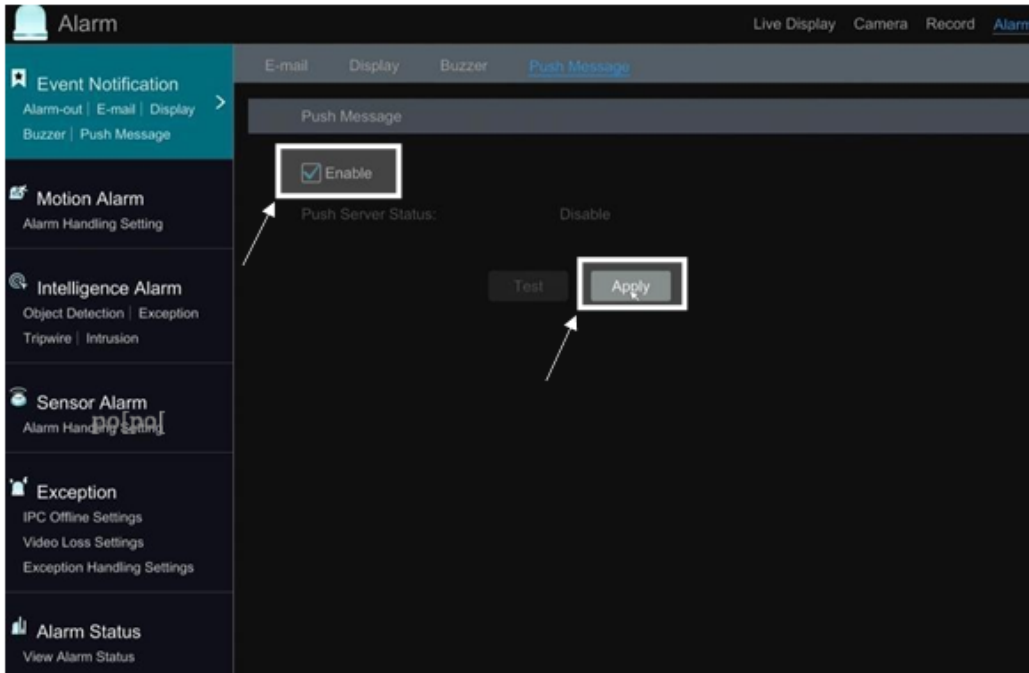 Alarm
Live Display Camera Record Alarm
Event Notification
Alarm-out | E-mail | Display
Buzzer | Push Message
E-mail Display Buzzer Push Message
Push Message
Enable
Push Server Status: Disable
Test Apply
Motion Alarm
Alarm Handling Setting
Intelligence Alarm
Object Detection | Exception
Tripwire | Intrusion
Sensor Alarm
Alarm Handling Setting
po[po[
Exception
IPC Offline Settings
Video Loss Settings
Exception Handling Settings
Alarm Status
View Alarm Status